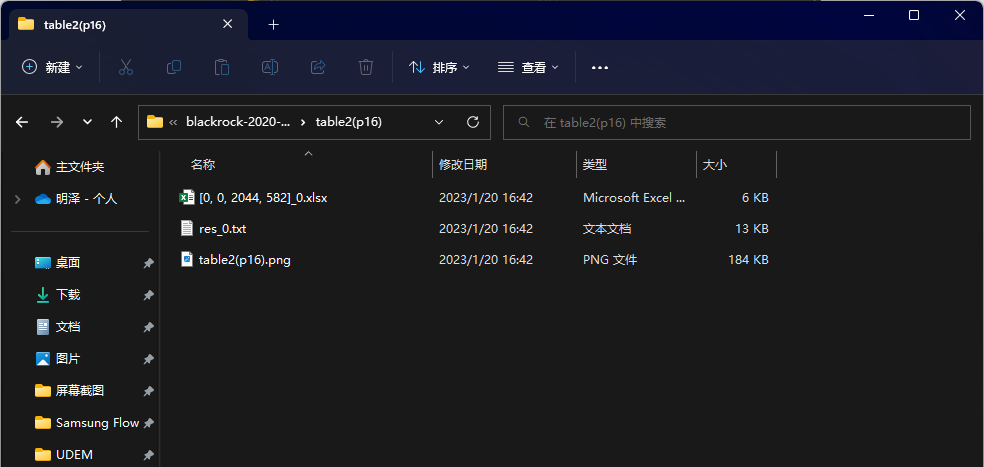 table2(p16)
新建
排序
查看
blackrock-2020-... › table2(p16)
在 table2(p16) 中搜索
主文件夹
明泽 - 个人
桌面
下载
文档
图片
屏幕截图
Samsung Flow
UDEM
名称 修改日期 类型 大小
[0, 0, 2044, 582]_0.xlsx 2023/1/20 16:42 Microsoft Excel ... 6 KB
res_0.txt 2023/1/20 16:42 文本文档 13 KB
table2(p16).png 2023/1/20 16:42 PNG 文件 184 KB